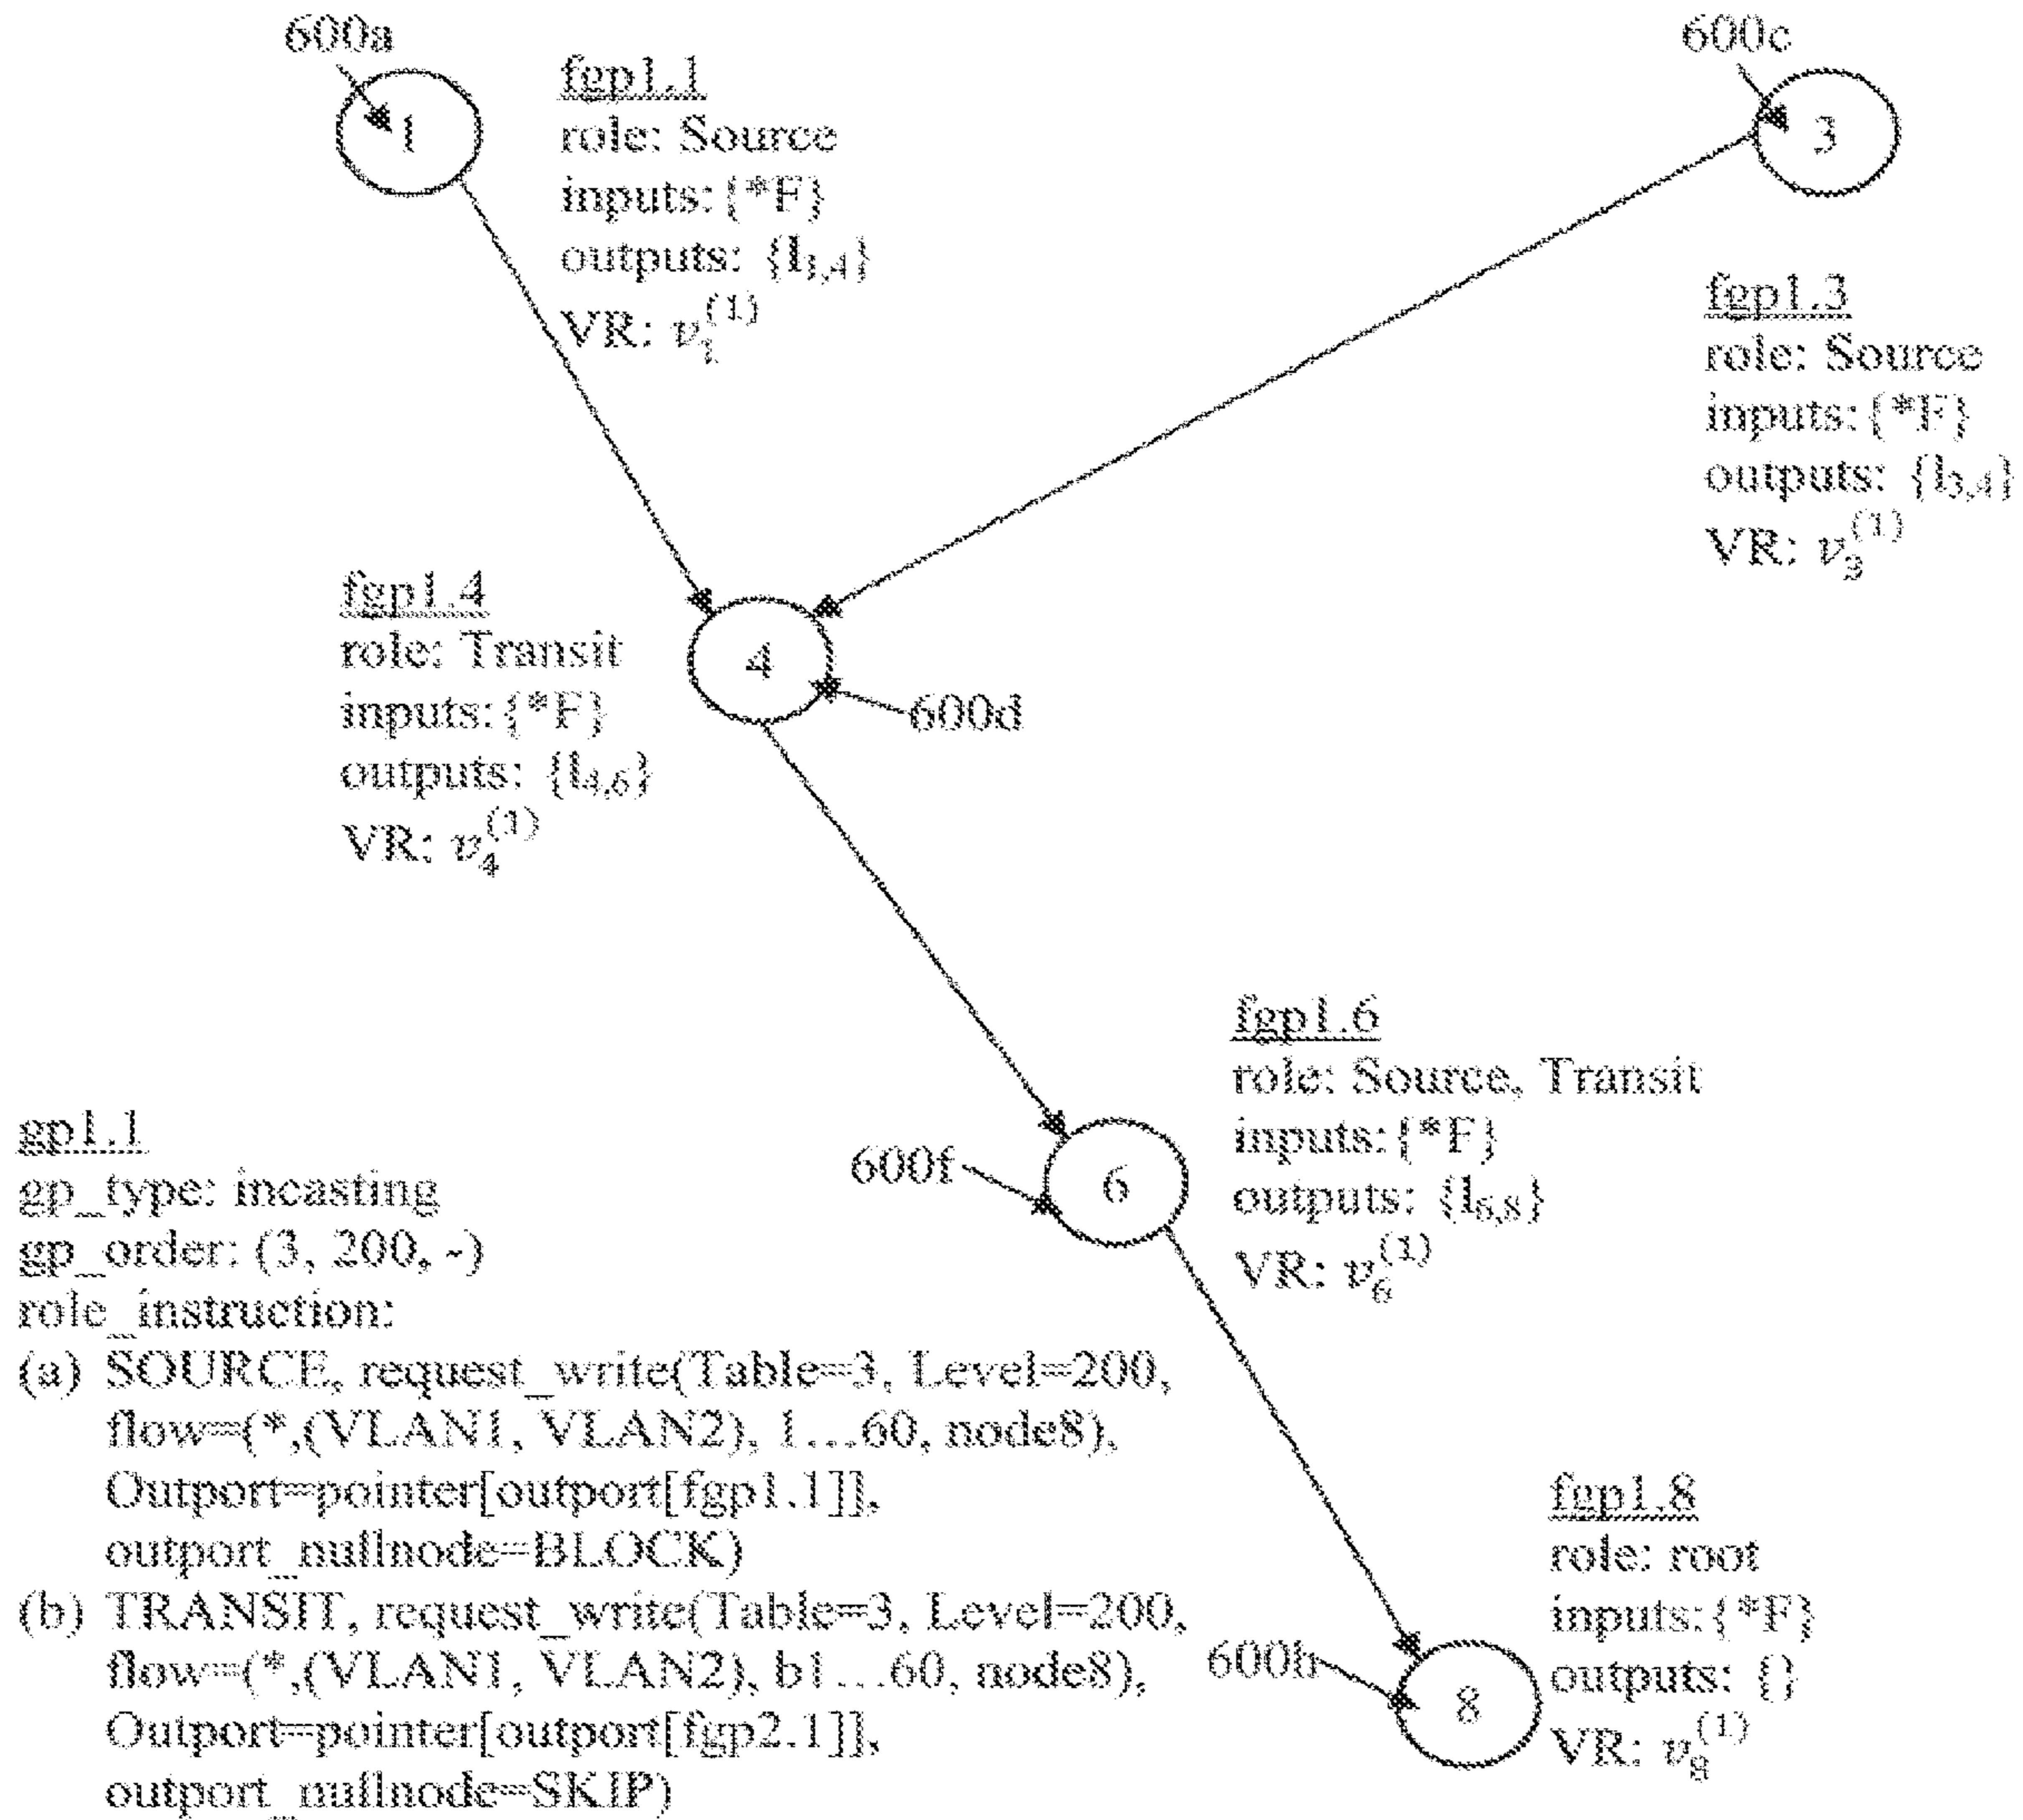 600a
1
fgp1.1
role: Source
inputs: {*F}
outputs: {l1,4}
VR: v1(1)
600c
3
fgp1.3
role: Source
inputs: {*F}
outputs: {l3,4}
VR: v3(1)
fgp1.4
role: Transit
inputs: {*F}
outputs: {l4,6}
VR: v4(1)
4
600d
fgp1.6
role: Source, Transit
inputs: {*F}
outputs: {l6,8}
VR: v6(1)
600f
6
gp1.1
gp_type: incasting
gp_order: (3, 200, ~)
role_instruction:
(a) SOURCE, request_write(Table=3, Level=200,
flow=(*,(VLAN1, VLAN2), 1…60, node8),
Outport=pointer[outport[fgp1.1]],
outport_nullnode=BLOCK)
(b) TRANSIT, request_write(Table=3, Level=200,
flow=(*,(VLAN1, VLAN2), b1…60, node8),
Outport=pointer[outport[fgp2.1]],
outport_nullnode=SKIP)
600h
8
fgp1.8
role: root
inputs: {*F}
outputs: {}
VR: v8(1)